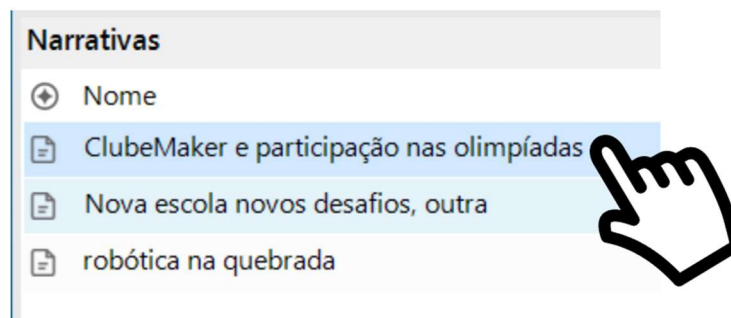 Narrativas
Nome
ClubeMaker e participação nas olimpíadas
Nova escola novos desafios, outra
robótica na quebrada